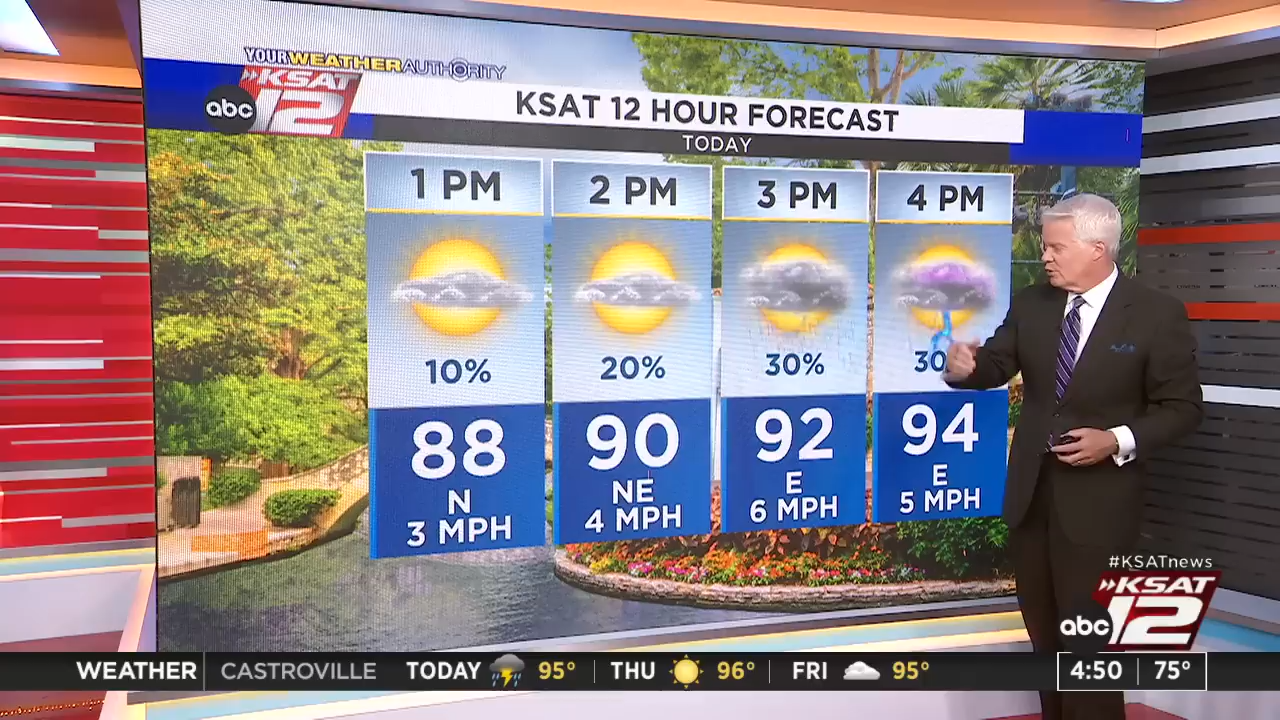 YOUR WEATHER AUTHORITY
abc KSAT 12
KSAT 12 HOUR FORECAST
TODAY
1 PM
2 PM
3 PM
4 PM
10%
20%
30%
30
88
90
92
94
N
NE
E
E
3 MPH
4 MPH
6 MPH
5 MPH
#KSATnews
abc KSAT 12
WEATHER CASTROVILLE TODAY 95° THU 96° FRI 95° 4:50 75°